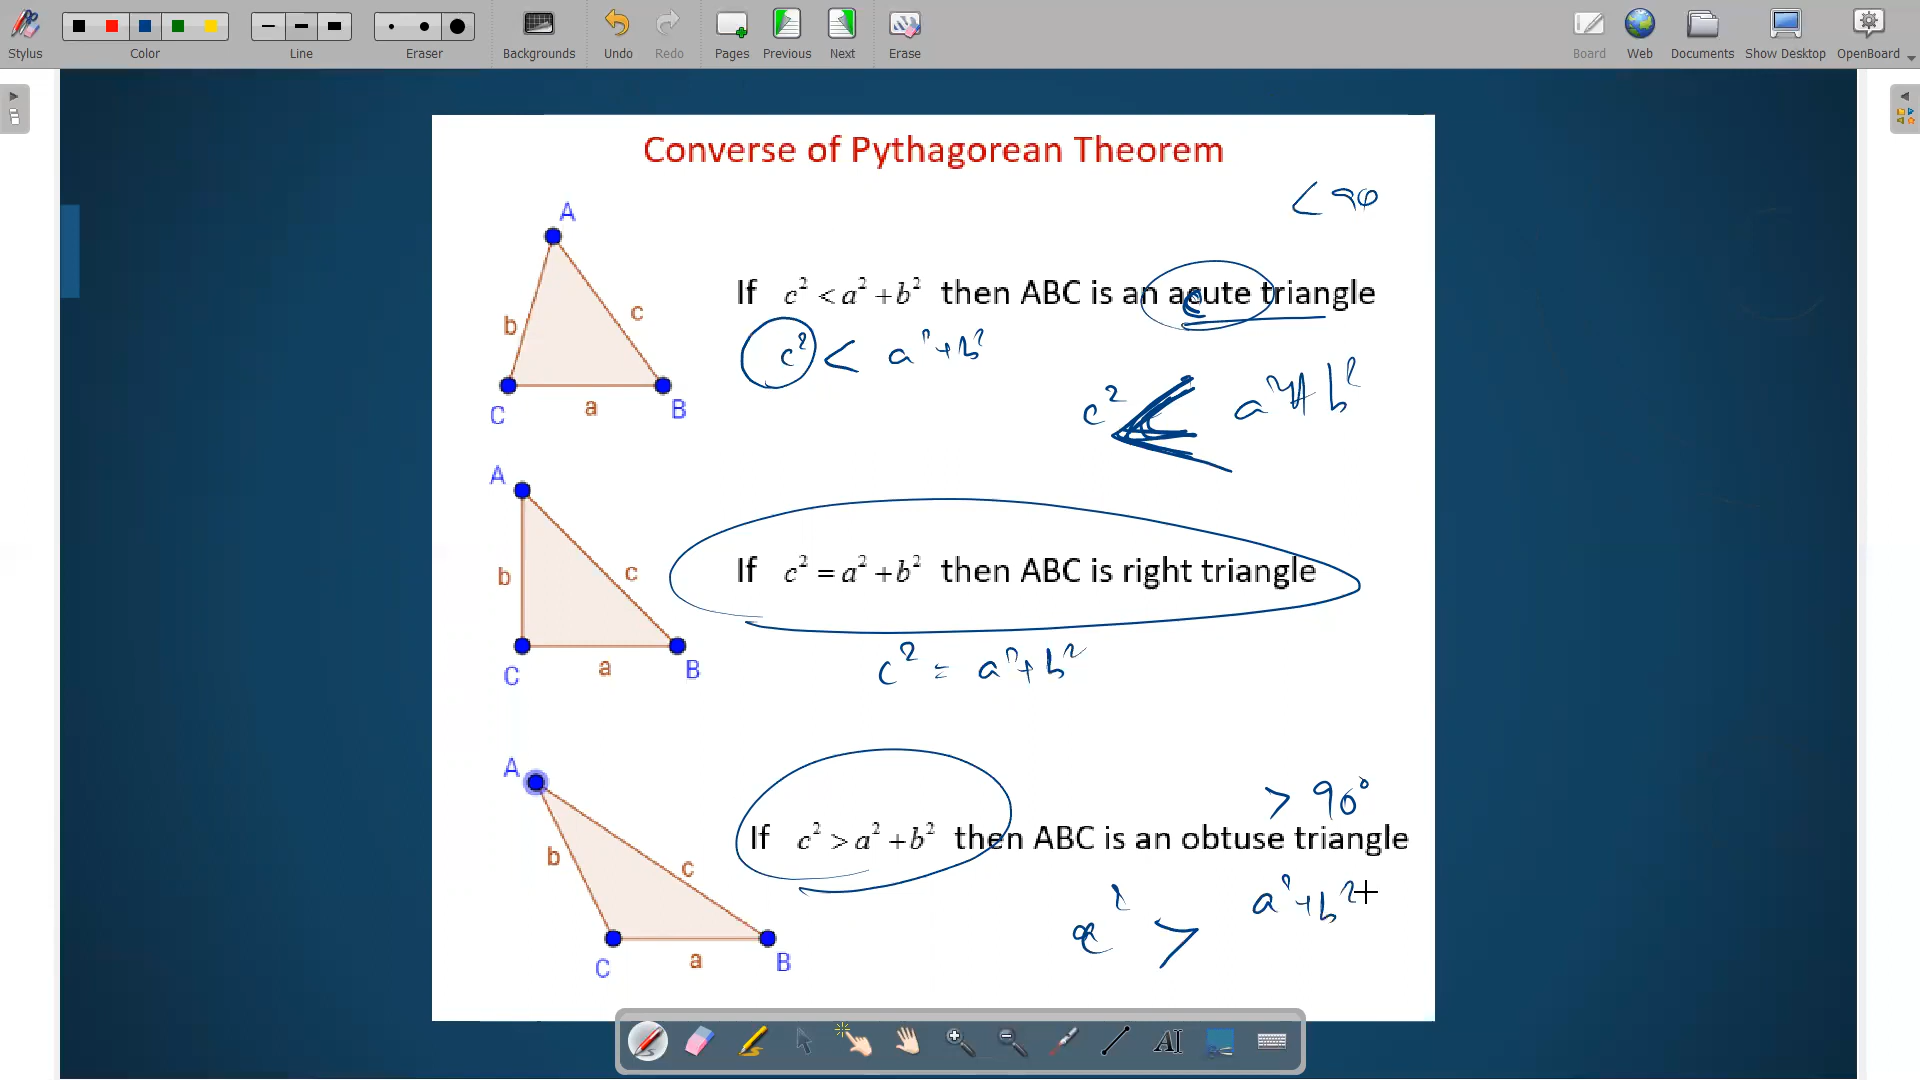 Stylus Color Line Eraser Backgrounds Undo Redo Pages Previous Next Erase Board Web Documents Show Desktop OpenBoard
Converse of Pythagorean Theorem
< 90
A
b c
C a B
If c² < a² + b² then ABC is an acute triangle
c² < a² + b²
c² < a² + b²
A
b c
C a B
If c² = a² + b² then ABC is right triangle
c² = a² + b²
A
b c
C a B
> 90°
If c² > a² + b² then ABC is an obtuse triangle
c² > a² + b²
AI